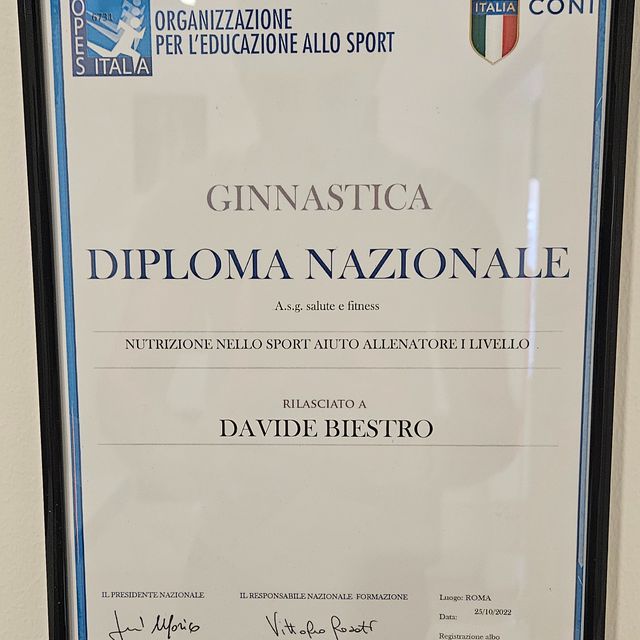 OPES
6731
ITALIA
ORGANIZZAZIONE
PER L'EDUCAZIONE ALLO SPORT
ITALIA
CONI
GINNASTICA
DIPLOMA NAZIONALE
A.s.g. salute e fitness
NUTRIZIONE NELLO SPORT AIUTO ALLENATORE I LIVELLO
RILASCIATO A
DAVIDE BIESTRO
IL PRESIDENTE NAZIONALE
IL RESPONSABILE NAZIONALE FORMAZIONE
Luogo: ROMA
Data: 25/10/2022
Registrazione albo